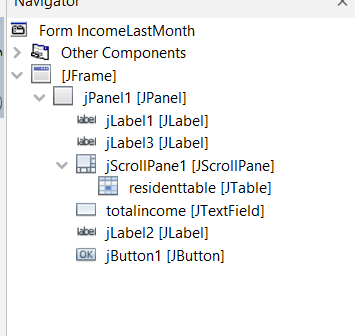 Navigator
Form IncomeLastMonth
Other Components
[JFrame]
jPanel1 [JPanel]
label jLabel1 [JLabel]
label jLabel3 [JLabel]
jScrollPane1 [JScrollPane]
residenttable [JTable]
totalincome [JTextField]
label jLabel2 [JLabel]
OK jButton1 [JButton]